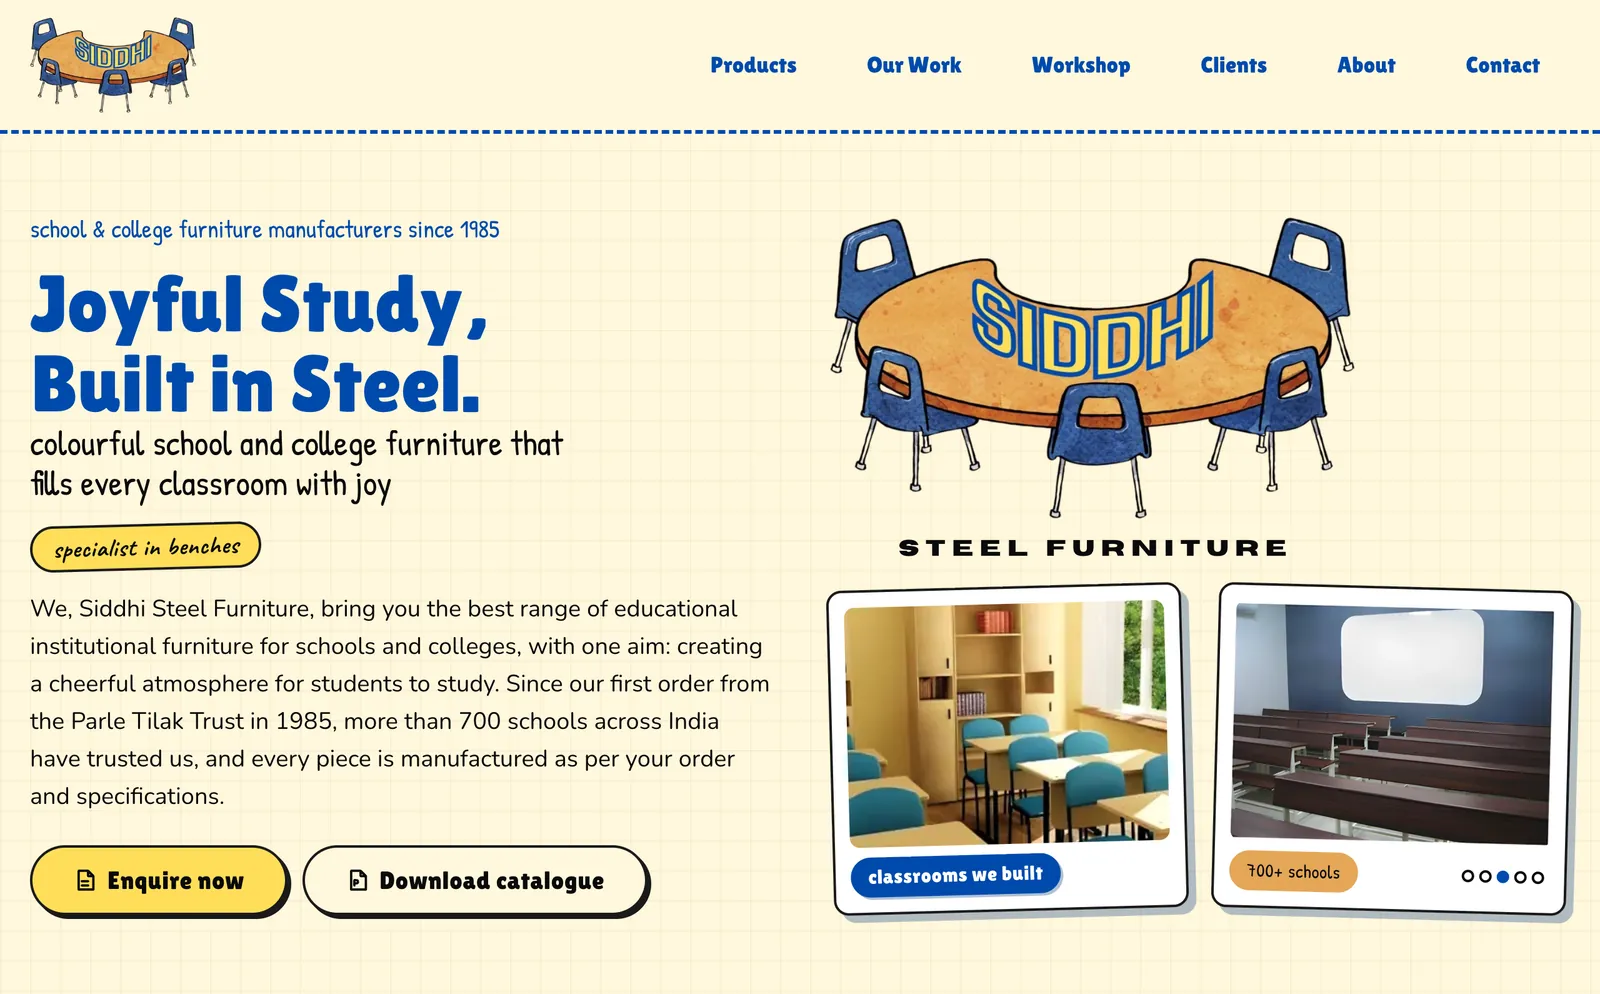 SIDDHI
Products
Our Work
Workshop
Clients
About
Contact
school & college furniture manufacturers since 1985
Joyful Study,
Built in Steel.
colourful school and college furniture that
fills every classroom with joy
specialist in benches
We, Siddhi Steel Furniture, bring you the best range of educational
institutional furniture for schools and colleges, with one aim: creating
a cheerful atmosphere for students to study. Since our first order from
the Parle Tilak Trust in 1985, more than 700 schools across India
have trusted us, and every piece is manufactured as per your order
and specifications.
Enquire now
Download catalogue
SIDDHI
STEEL FURNITURE
classrooms we built
700+ schools